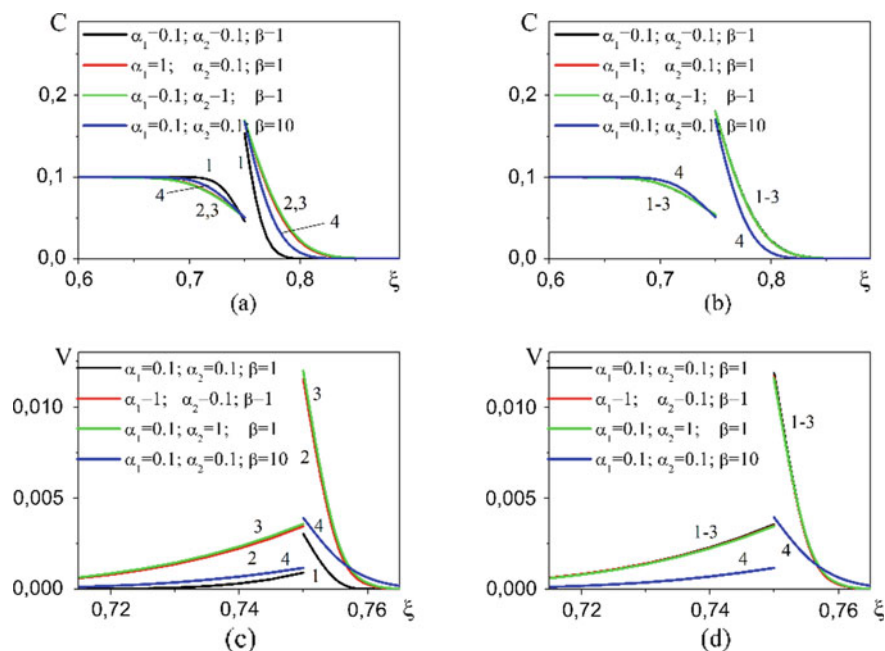 C
α₁=0.1; α₂=0.1; β−1
α₁=1; α₂=0.1; β=1
α₁−0.1; α₂−1; β−1
α₁=0.1; α₂=0.1 β=10
0,2
0,1
0,0
1
1
4
2,3
2,3
4
0,6 0,7 0,8 ξ
(a)
C
α₁=0.1; α₂=0.1; β−1
α₁=1; α₂=0.1; β=1
α₁−0.1; α₂−1; β−1
α₁=0.1; α₂=0.1 β=10
0,2
0,1
0,0
4
1-3
1-3
4
0,6 0,7 0,8 ξ
(b)
V
α₁=0.1; α₂=0.1; β=1
α₁−1; α₂−0.1; β−1
α₁=0.1; α₂=1; β=1
α₁=0.1; α₂=0.1; β=10
0,010
0,005
0,000
3
2
3
4
2
4
1
0,72 0,74 0,76 ξ
(c)
V
α₁=0.1; α₂=0.1; β=1
α₁−1; α₂−0.1; β−1
α₁=0.1; α₂=1; β=1
α₁=0.1; α₂=0.1; β=10
0,010
0,005
0,000
1-3
1-3
4
4
0,72 0,74 0,76 ξ
(d)